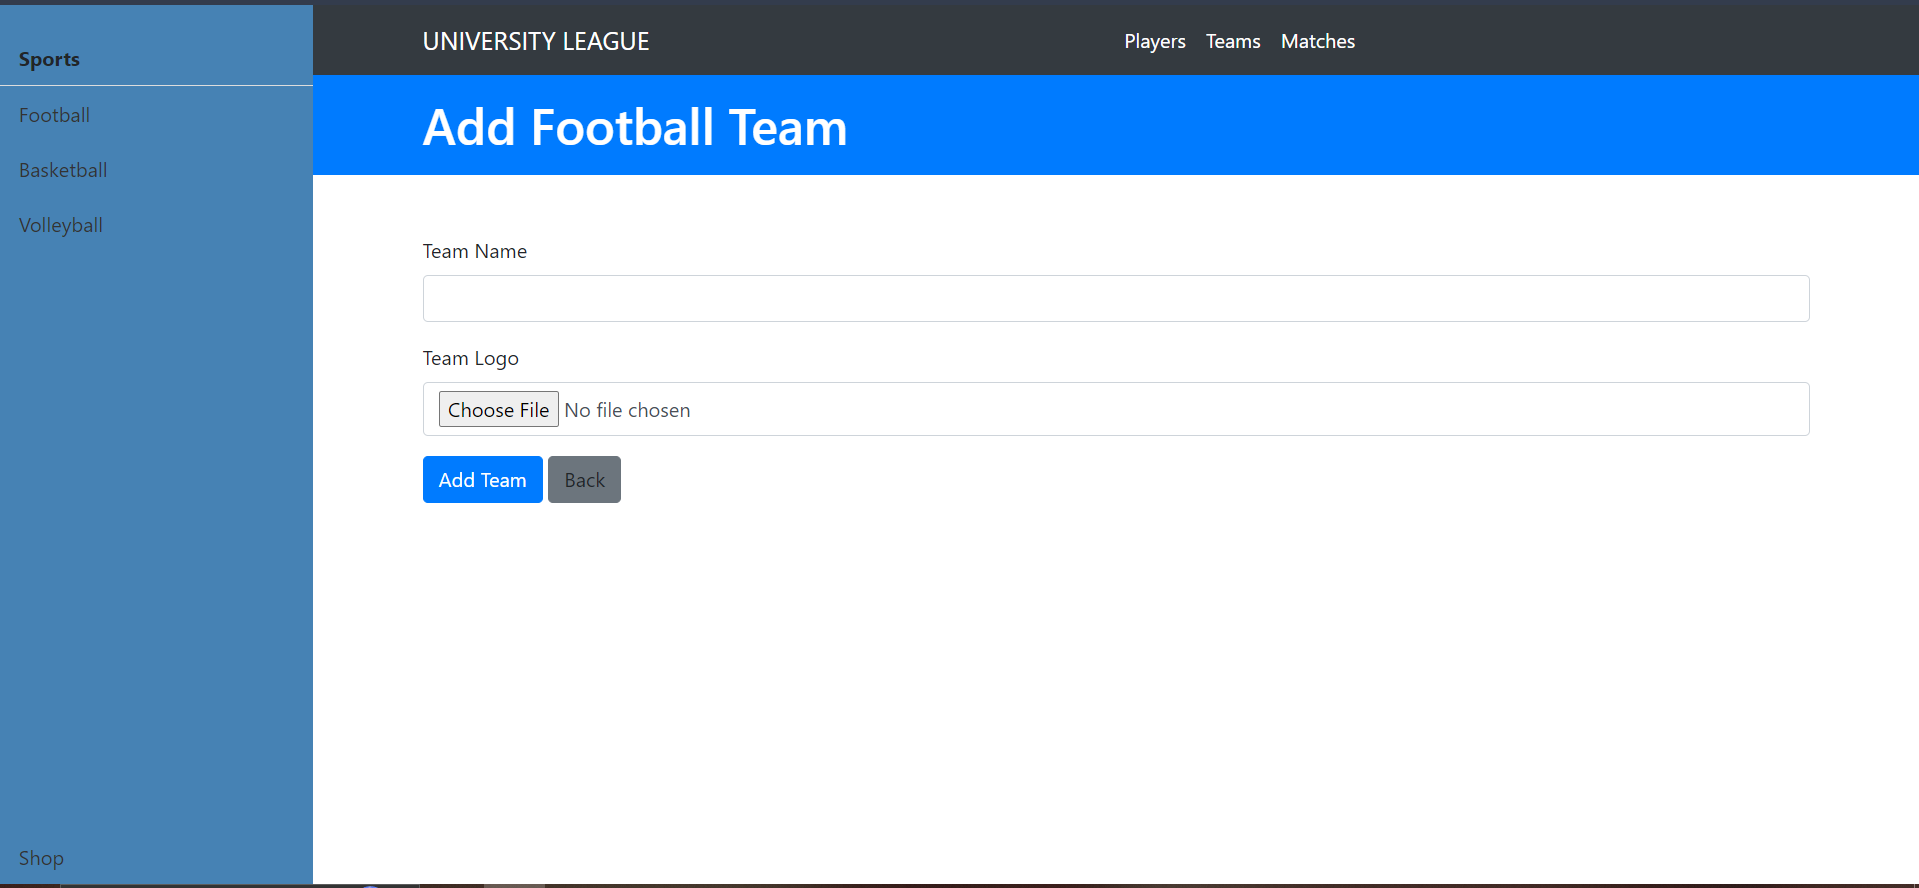 Sports
Football
Basketball
Volleyball
Shop
UNIVERSITY LEAGUE
Players Teams Matches
Add Football Team
Team Name
Team Logo
Choose File No file chosen
Add Team Back